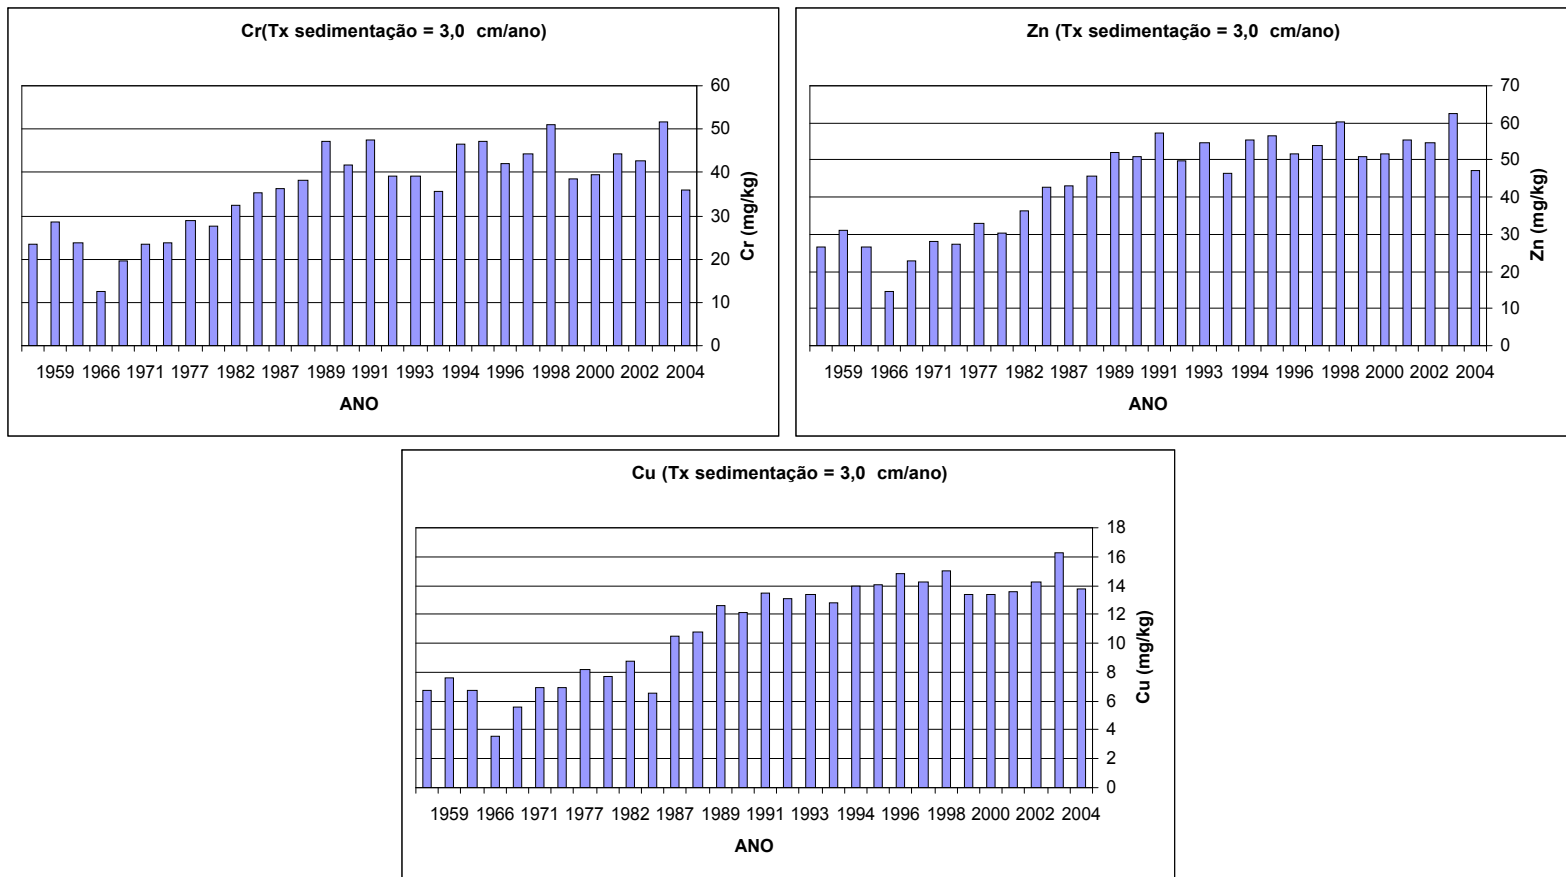 Cr(Tx sedimentação = 3,0 cm/ano)
60
50
40
30
20
10
0
Cr (mg/kg)
1959 1966 1971 1977 1982 1987 1989 1991 1993 1994 1996 1998 2000 2002 2004
ANO
Zn (Tx sedimentação = 3,0 cm/ano)
70
60
50
40
30
20
10
0
Zn (mg/kg)
1959 1966 1971 1977 1982 1987 1989 1991 1993 1994 1996 1998 2000 2002 2004
ANO
Cu (Tx sedimentação = 3,0 cm/ano)
18
16
14
12
10
8
6
4
2
0
Cu (mg/kg)
1959 1966 1971 1977 1982 1987 1989 1991 1993 1994 1996 1998 2000 2002 2004
ANO